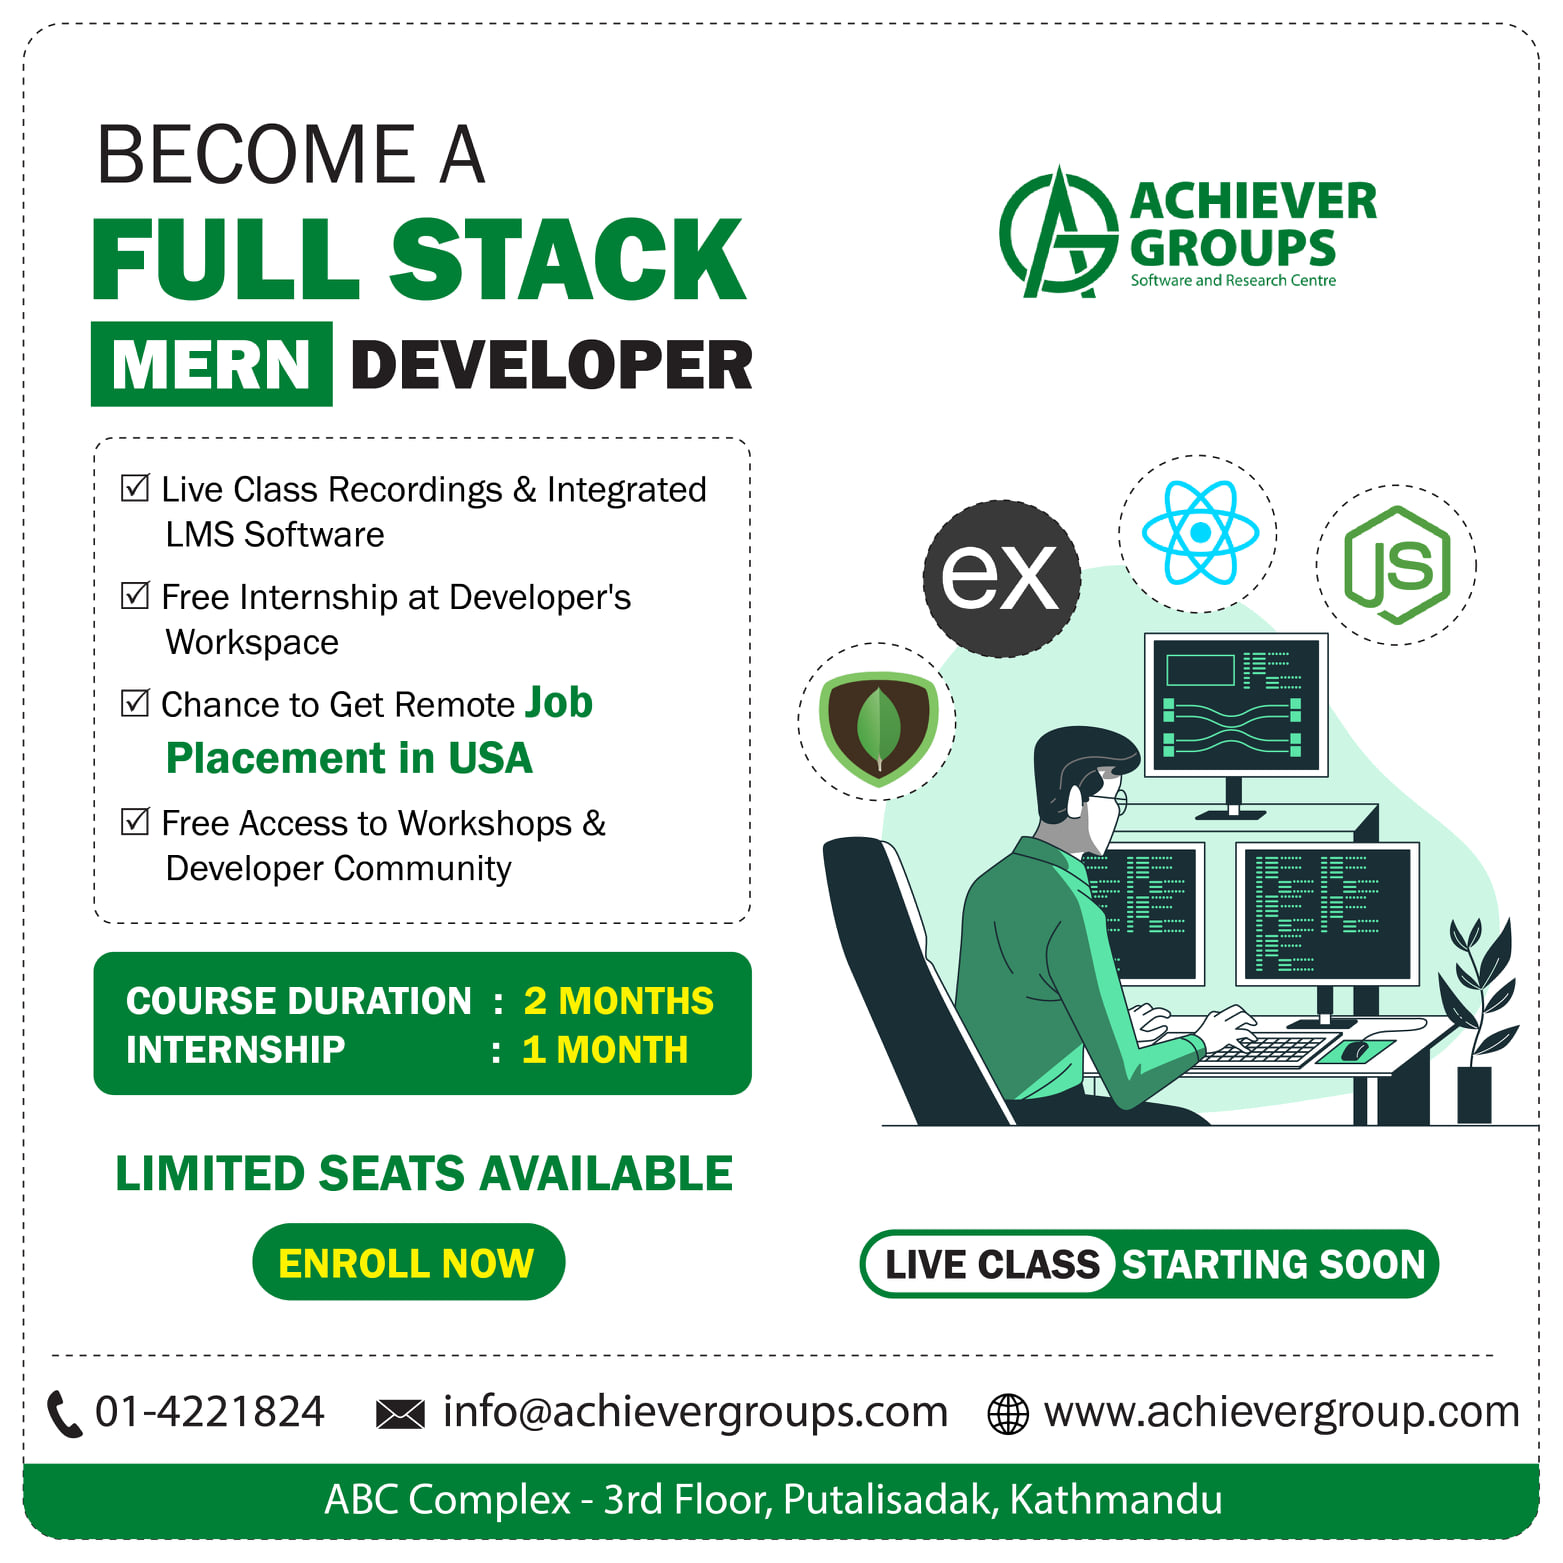 BECOME A
FULL STACK
MERN DEVELOPER
ACHIEVER
GROUPS
Software and Research Centre
Live Class Recordings & Integrated
LMS Software
Free Internship at Developer's
Workspace
Chance to Get Remote Job
Placement in USA
Free Access to Workshops &
Developer Community
ex
JS
COURSE DURATION : 2 MONTHS
INTERNSHIP : 1 MONTH
LIMITED SEATS AVAILABLE
ENROLL NOW
LIVE CLASS STARTING SOON
01-4221824
info@achievergroups.com
www.achievergroup.com
ABC Complex - 3rd Floor, Putalisadak, Kathmandu